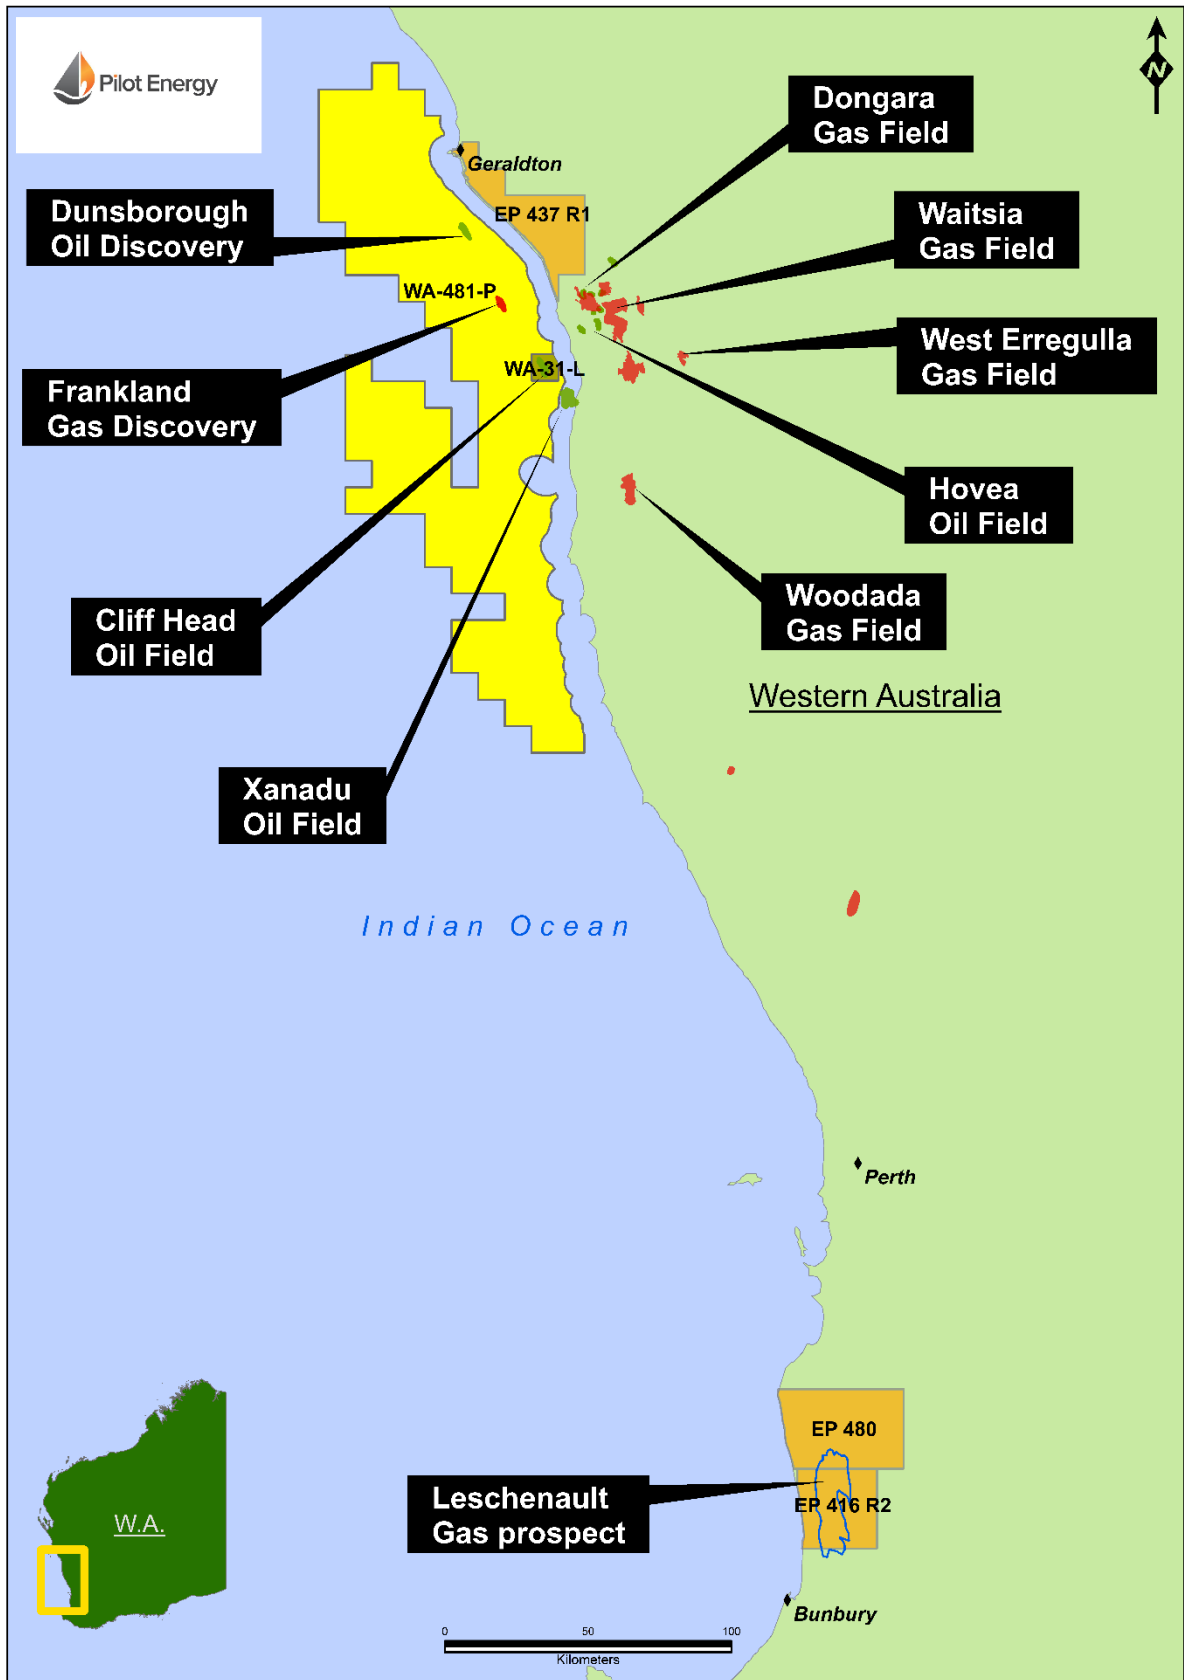 Pilot Energy
N
Dongara
Gas Field
Geraldton
Dunsborough
Oil Discovery
EP 437 R1
Waitsia
Gas Field
WA-481-P
West Erregulla
Gas Field
WA-31-L
Frankland
Gas Discovery
Hovea
Oil Field
Woodada
Gas Field
Cliff Head
Oil Field
Western Australia
Xanadu
Oil Field
Indian Ocean
Perth
EP 480
Leschenault
Gas prospect
EP 416 R2
W.A.
Bunbury
0 50 100
Kilometers